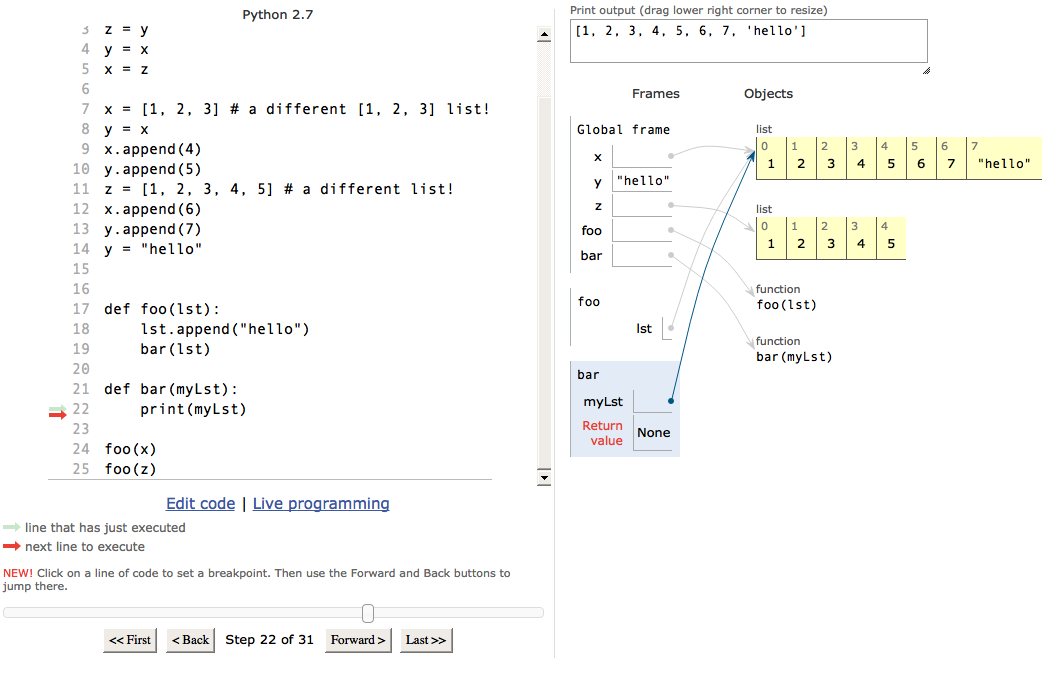 Python 2.7
3 z = y
4 y = x
5 x = z
6
7 x = [1, 2, 3] # a different [1, 2, 3] list!
8 y = x
9 x.append(4)
10 y.append(5)
11 z = [1, 2, 3, 4, 5] # a different list!
12 x.append(6)
13 y.append(7)
14 y = "hello"
15
16
17 def foo(lst):
18     lst.append("hello")
19     bar(lst)
20
21 def bar(myLst):
22     print(myLst)
23
24 foo(x)
25 foo(z)
Edit code | Live programming
line that has just executed
next line to execute
NEW! Click on a line of code to set a breakpoint. Then use the Forward and Back buttons to
jump there.
<< First < Back Step 22 of 31 Forward > Last >>
Print output (drag lower right corner to resize)
[1, 2, 3, 4, 5, 6, 7, 'hello']
Frames Objects
Global frame
x
y "hello"
z
foo
bar
foo
lst
bar
myLst
Return
value None
list
0 1 2 3 4 5 6 7
1 2 3 4 5 6 7 "hello"
list
0 1 2 3 4
1 2 3 4 5
function
foo(lst)
function
bar(myLst)